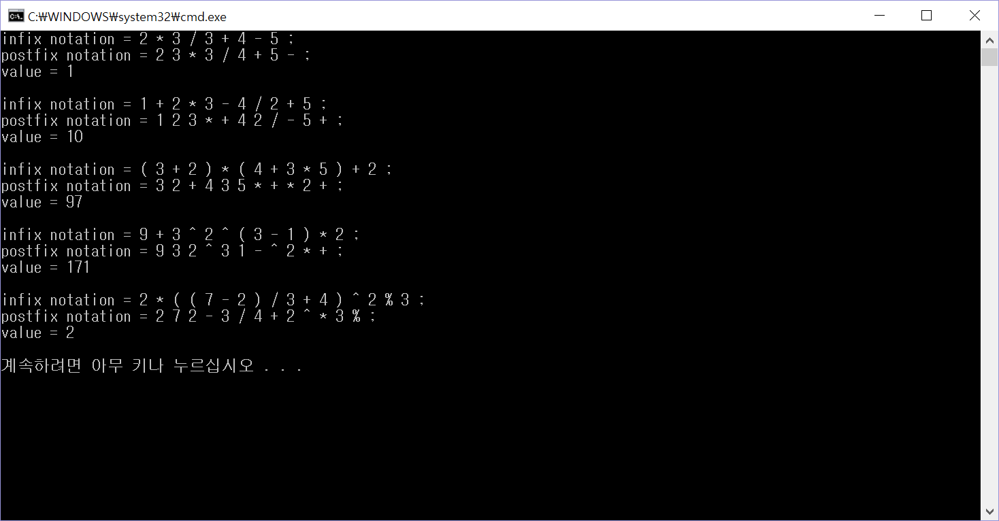 C:₩WINDOWS₩system32₩cmd.exe
infix notation = 2 * 3 / 3 + 4 - 5 ;
postfix notation = 2 3 * 3 / 4 + 5 - ;
value = 1
infix notation = 1 + 2 * 3 - 4 / 2 + 5 ;
postfix notation = 1 2 3 * + 4 2 / - 5 + ;
value = 10
infix notation = ( 3 + 2 ) * ( 4 + 3 * 5 ) + 2 ;
postfix notation = 3 2 + 4 3 5 * + * 2 + ;
value = 97
infix notation = 9 + 3 ^ 2 ^ ( 3 - 1 ) * 2 ;
postfix notation = 9 3 2 ^ 3 1 - ^ 2 * + ;
value = 171
infix notation = 2 * ( ( 7 - 2 ) / 3 + 4 ) ^ 2 % 3 ;
postfix notation = 2 7 2 - 3 / 4 + 2 ^ * 3 % ;
value = 2
계속하려면 아무 키나 누르십시오 . . .